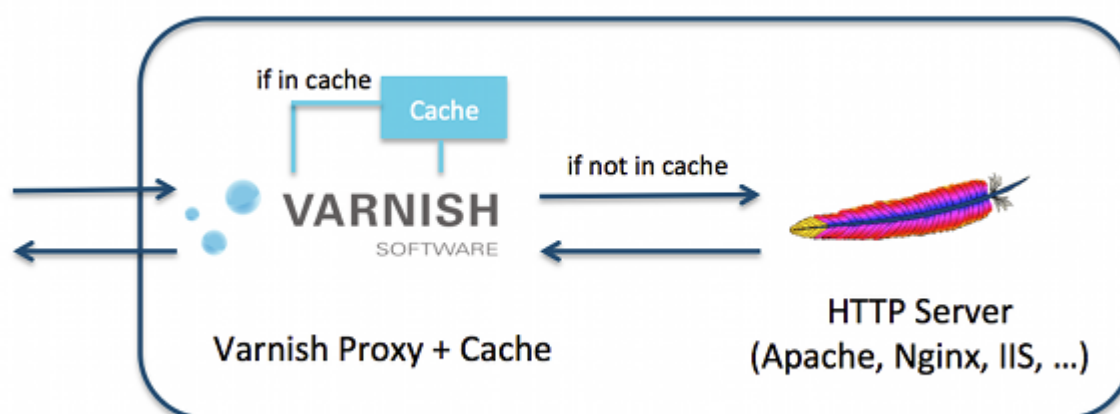 if in cache
Cache
if not in cache
VARNISH
SOFTWARE
Varnish Proxy + Cache
HTTP Server
(Apache, Nginx, IIS, ...)